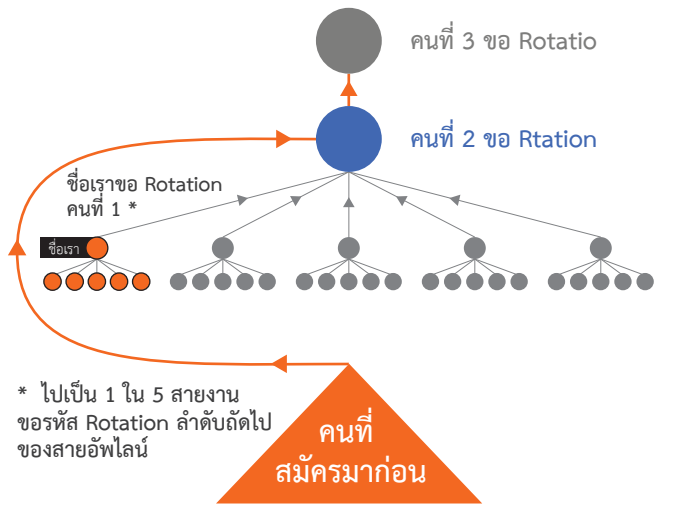 คนที่ 3 ขอ Rotatio
คนที่ 2 ขอ Rtation
ชื่อเราขอ Rotation
คนที่ 1 *
ชื่อเรา
* ไปเป็น 1 ใน 5 สายงาน
ขอรหัส Rotation ลำดับถัดไป
ของสายอัพไลน์
คนที่
สมัครมาก่อน